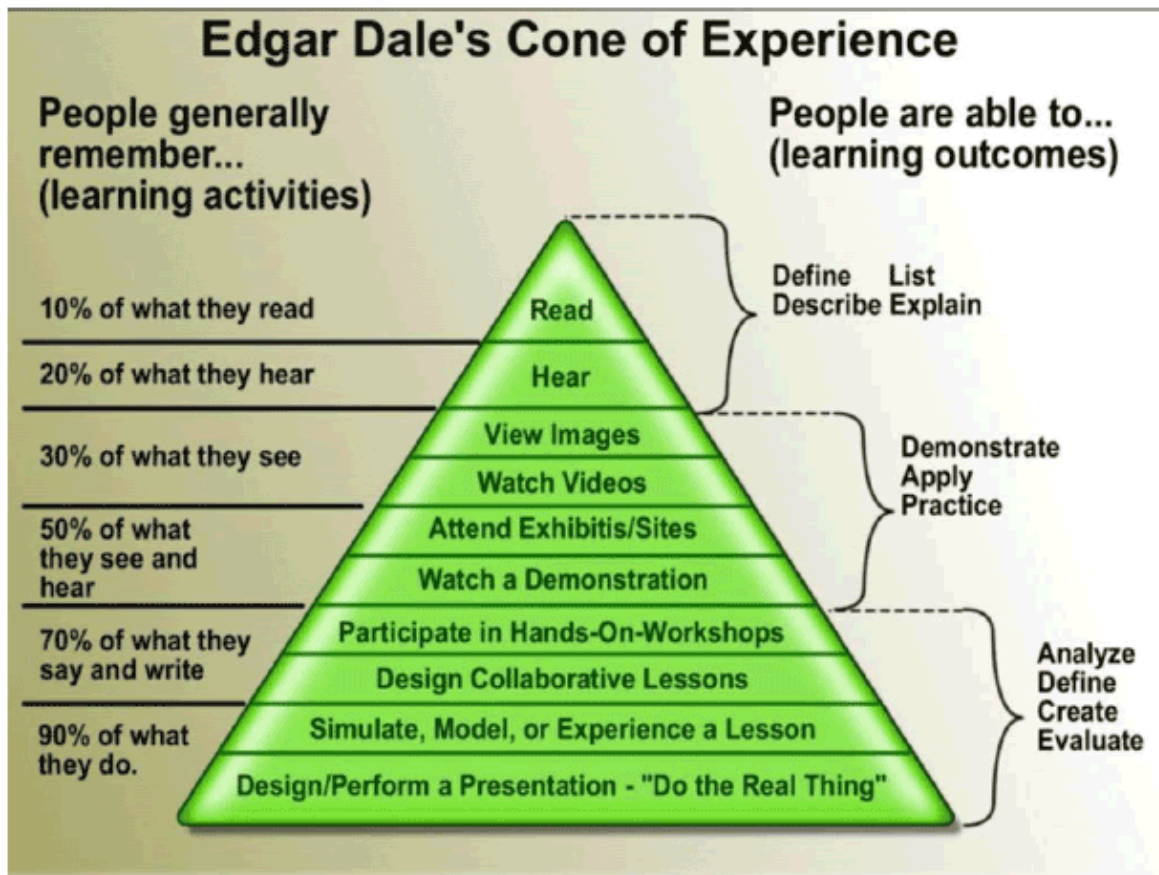 Edgar Dale's Cone of Experience
People generally
remember...
(learning activities)
People are able to...
(learning outcomes)
10% of what they read
20% of what they hear
30% of what they see
50% of what
they see and
hear
70% of what they
say and write
90% of what
they do.
Read
Hear
View Images
Watch Videos
Attend Exhibitis/Sites
Watch a Demonstration
Participate in Hands-On-Workshops
Design Collaborative Lessons
Simulate, Model, or Experience a Lesson
Design/Perform a Presentation - "Do the Real Thing"
Define List
Describe Explain
Demonstrate
Apply
Practice
Analyze
Define
Create
Evaluate